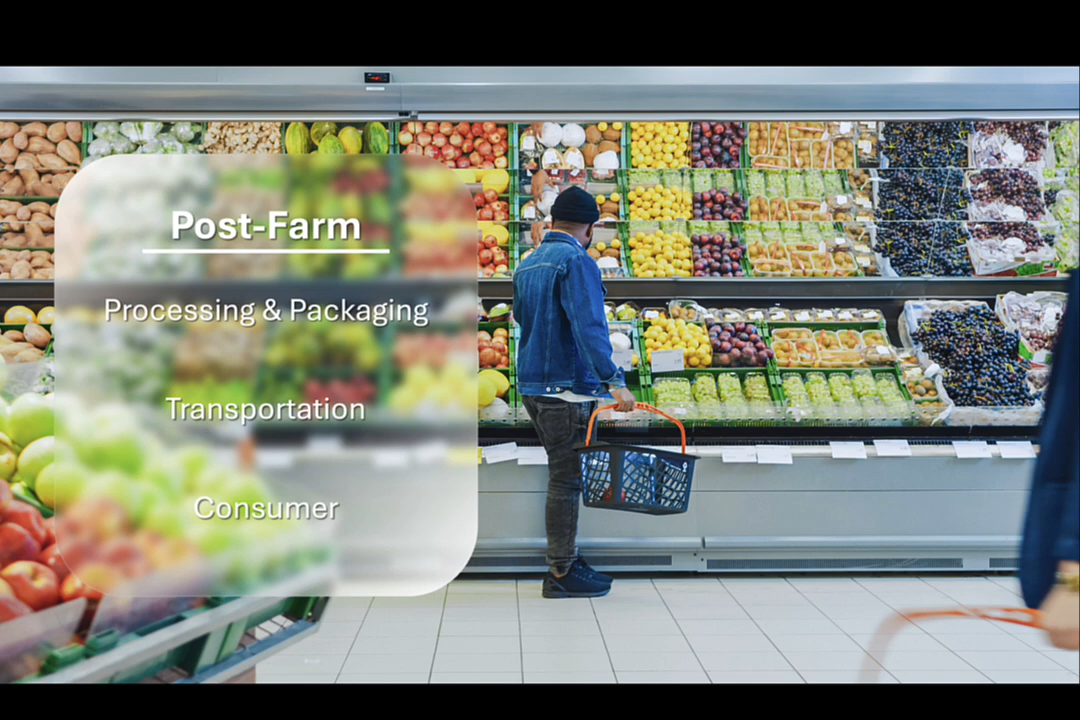 Post-Farm
Processing & Packaging
Transportation
Consumer